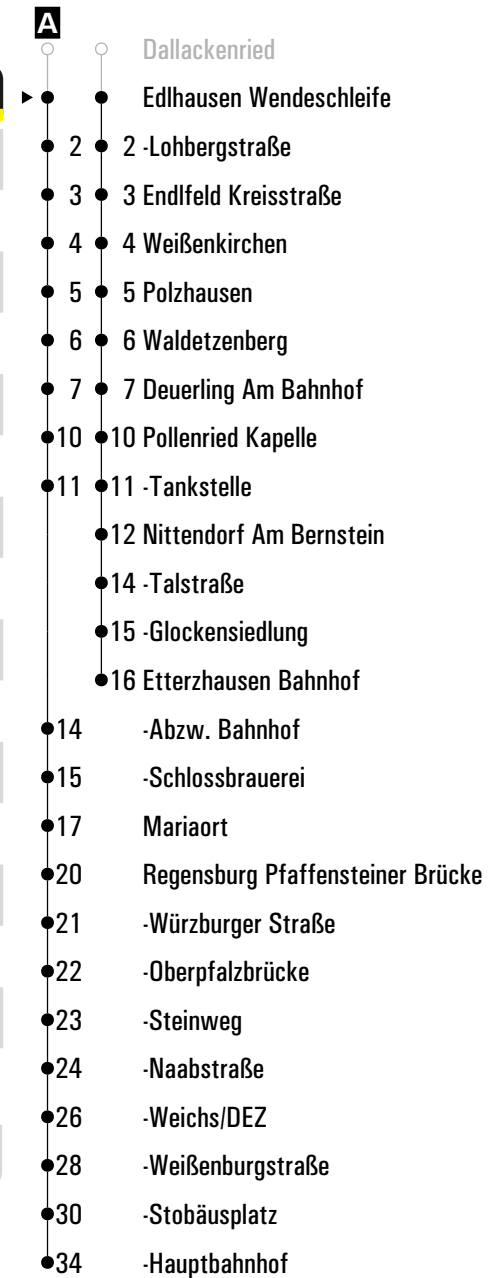 A
Dallackenried
Edlhausen Wendeschleife
2 2 -Lohbergstraße
3 3 Endlfeld Kreisstraße
4 4 Weißenkirchen
5 5 Polzhausen
6 6 Waldetzenberg
7 7 Deuerling Am Bahnhof
10 10 Pollenried Kapelle
11 11 -Tankstelle
12 Nittendorf Am Bernstein
14 -Talstraße
15 -Glockensiedlung
16 Etterzhausen Bahnhof
14 -Abzw. Bahnhof
15 -Schlossbrauerei
17 Mariaort
20 Regensburg Pfaffensteiner Brücke
21 -Würzburger Straße
22 -Oberpfalzbrücke
23 -Steinweg
24 -Naabstraße
26 -Weichs/DEZ
28 -Weißenburgstraße
30 -Stobäusplatz
34 -Hauptbahnhof